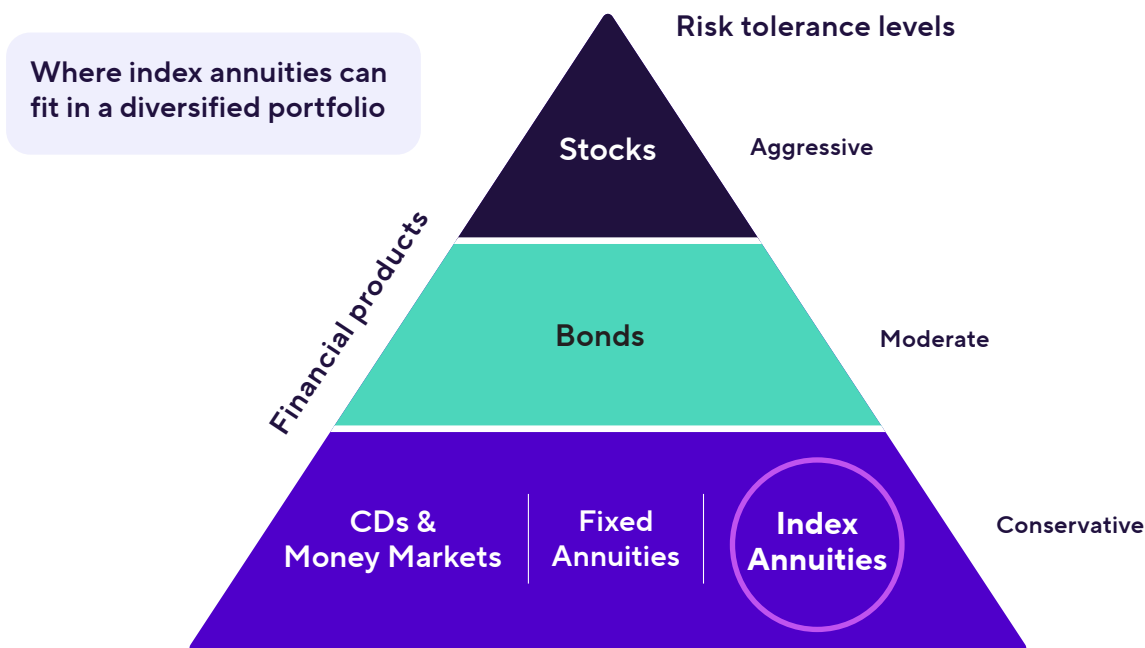 Where index annuities can
fit in a diversified portfolio
Risk tolerance levels
Stocks
Aggressive
Financial products
Bonds
Moderate
CDs &
Money Markets
Fixed
Annuities
Index
Annuities
Conservative